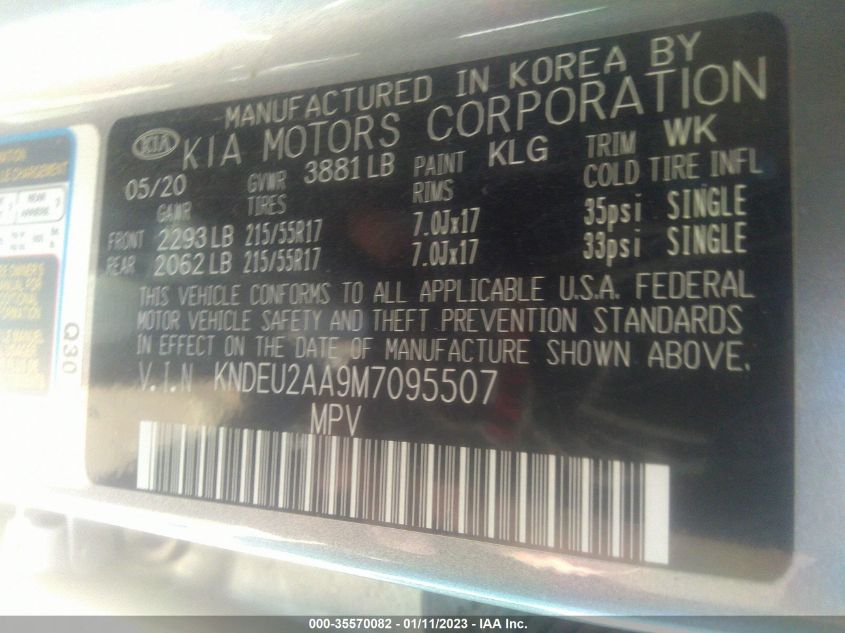 MANUFACTURED IN KOREA BY
KIA KIA MOTORS CORPORATION
05/20 GVWR 3881 LB PAINT KLG TRIM WK
GAWR TIRES RIMS COLD TIRE INFL
FRONT 2293 LB 215/55R17 7.0Jx17 35psi SINGLE
REAR 2062 LB 215/55R17 7.0Jx17 33psi SINGLE
THIS VEHICLE CONFORMS TO ALL APPLICABLE U.S.A. FEDERAL
MOTOR VEHICLE SAFETY AND THEFT PREVENTION STANDARDS
IN EFFECT ON THE DATE OF MANUFACTURE SHOWN ABOVE.
V.I.N KNDEU2AA9M7095507
MPV
Q30
000-35570082 - 01/11/2023 - IAA Inc.